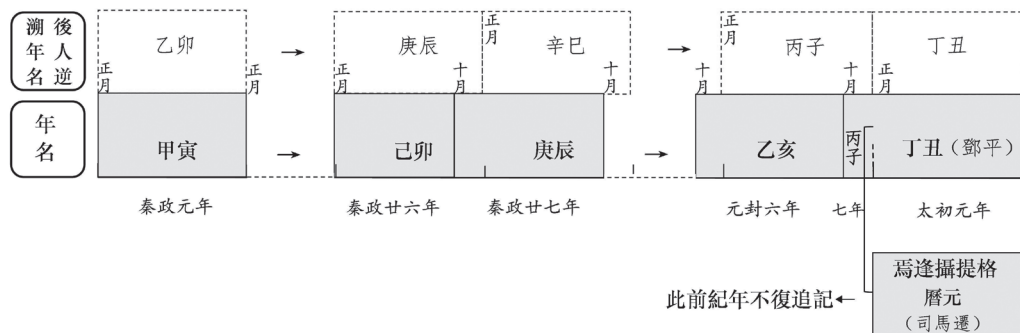 後人逆溯年名
乙卯
→
庚辰
辛巳
→
丙子
丁丑
正月
正月
正月
十月
正月
十月
十月
正月
十月
正月
年名
甲寅
→
己卯
庚辰
→
乙亥
丙子
丁丑（鄧平）
秦政元年
秦政廿六年
秦政廿七年
元封六年
七年
太初元年
此前紀年不復追記←
焉逢攝提格
曆元
（司馬遷）